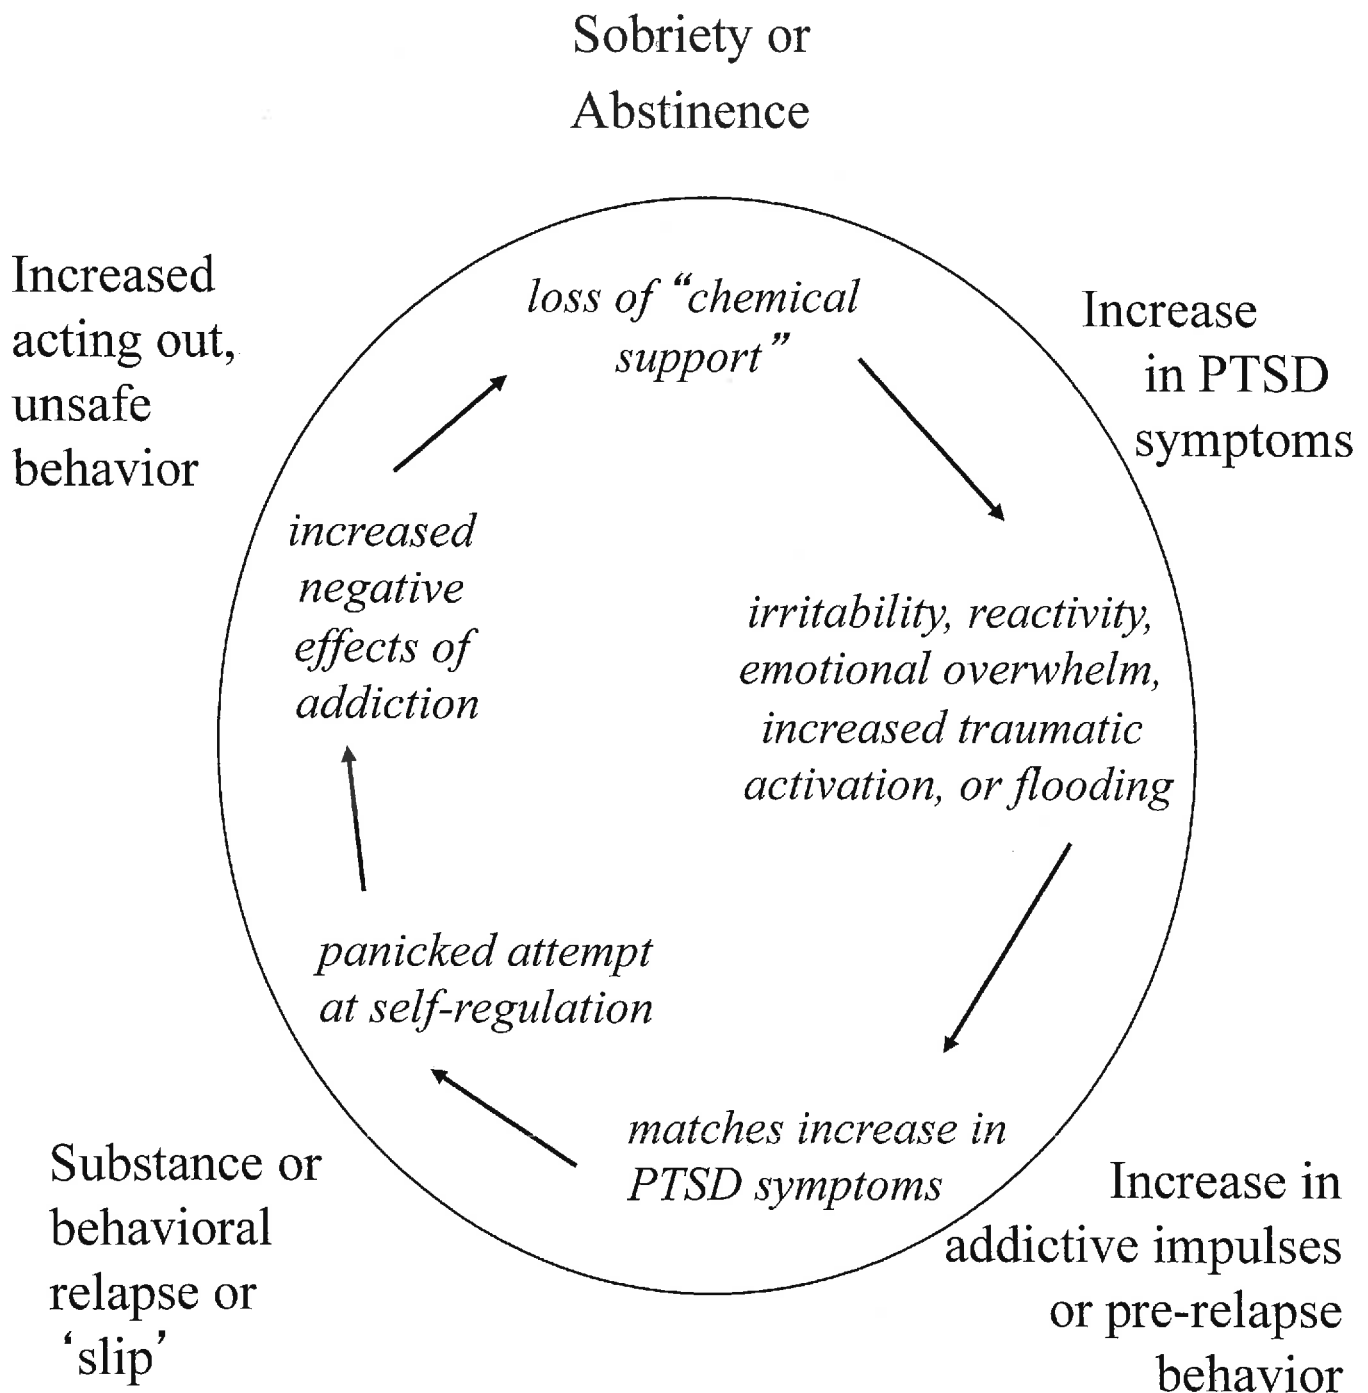 Sobriety or
Abstinence
loss of “chemical
support”
Increase
in PTSD
symptoms
irritability, reactivity,
emotional overwhelm,
increased traumatic
activation, or flooding
Increase in
addictive impulses
or pre-relapse
behavior
matches increase in
PTSD symptoms
Substance or
behavioral
relapse or
‘slip’
panicked attempt
at self-regulation
Increased
acting out,
unsafe
behavior
increased
negative
effects of
addiction